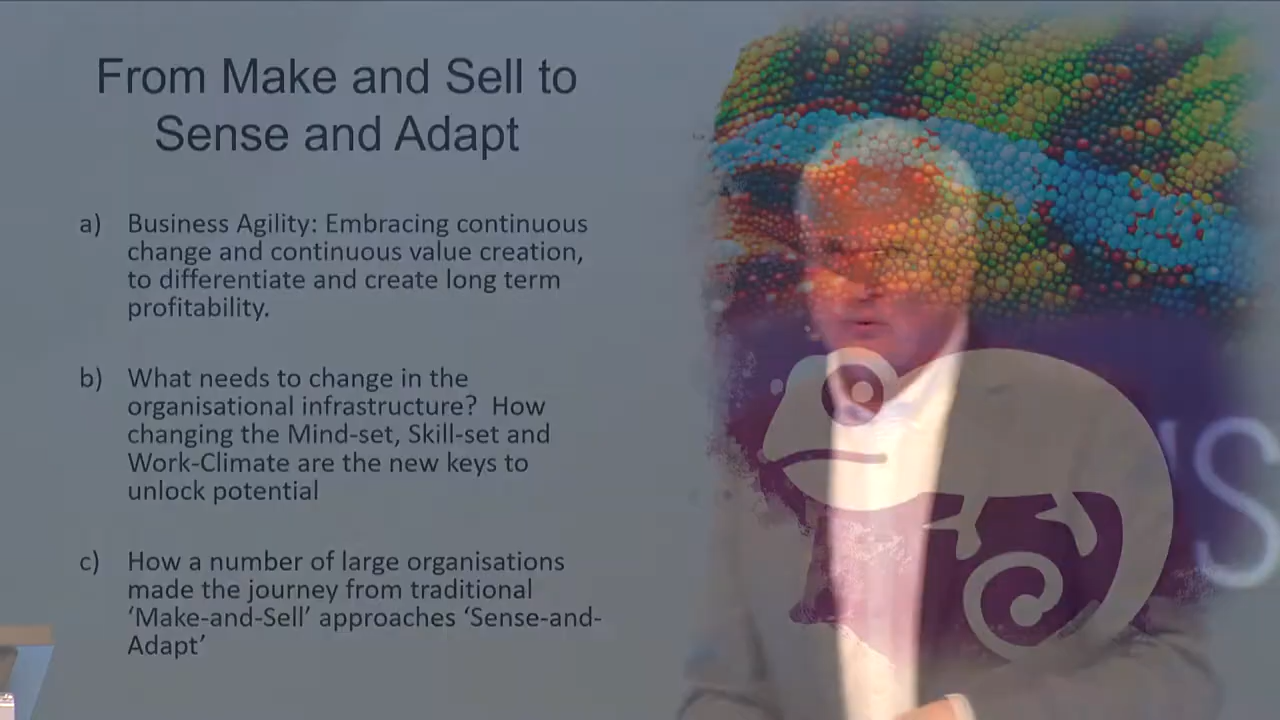 From Make and Sell to
Sense and Adapt
a) Business Agility: Embracing continuous
change and continuous value creation,
to differentiate and create long term
profitability.
b) What needs to change in the
organisational infrastructure? How
changing the Mind-set, Skill-set and
Work-Climate are the new keys to
unlock potential
c) How a number of large organisations
made the journey from traditional
‘Make-and-Sell’ approaches ‘Sense-and-
Adapt’